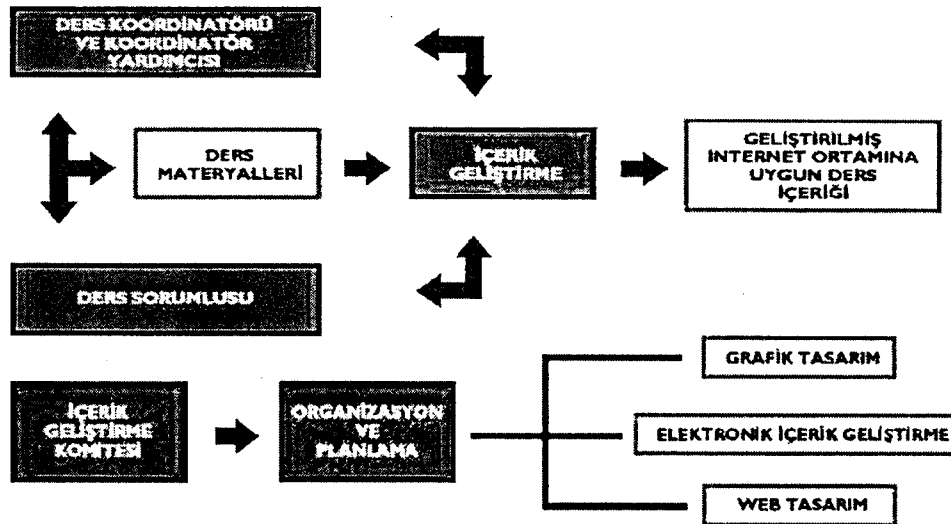 DERS KOORDİNATÖRÜ
VE KOORDİNATÖR
YARDIMCISI
DERS
MATERYALLERİ
İÇERİK
GELİŞTİRME
GELİŞTİRİLMİŞ
INTERNET ORTAMINA
UYGUN DERS
İÇERİĞİ
DERS SORUMLUSU
İÇERİK
GELİŞTİRME
KOMİTESİ
ORGANİZASYON
VE
PLANLAMA
GRAFİK TASARIM
ELEKTRONİK İÇERİK GELİŞTİRME
WEB TASARIM